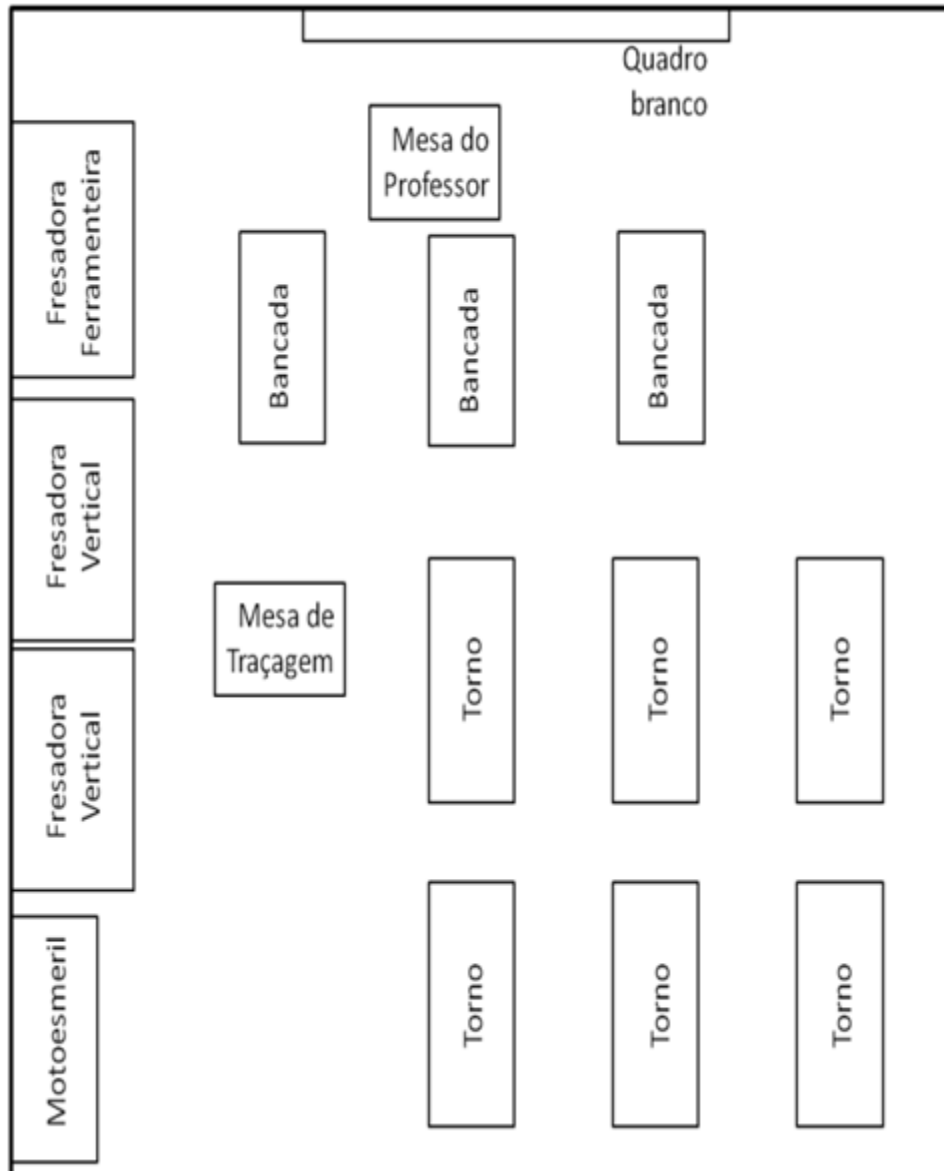 Quadro
branco
Mesa do
Professor
Fresadora
Ferramenteira
Bancada
Bancada
Bancada
Fresadora
Vertical
Mesa de
Traçagem
Torno
Torno
Torno
Fresadora
Vertical
Motoesmeril
Torno
Torno
Torno